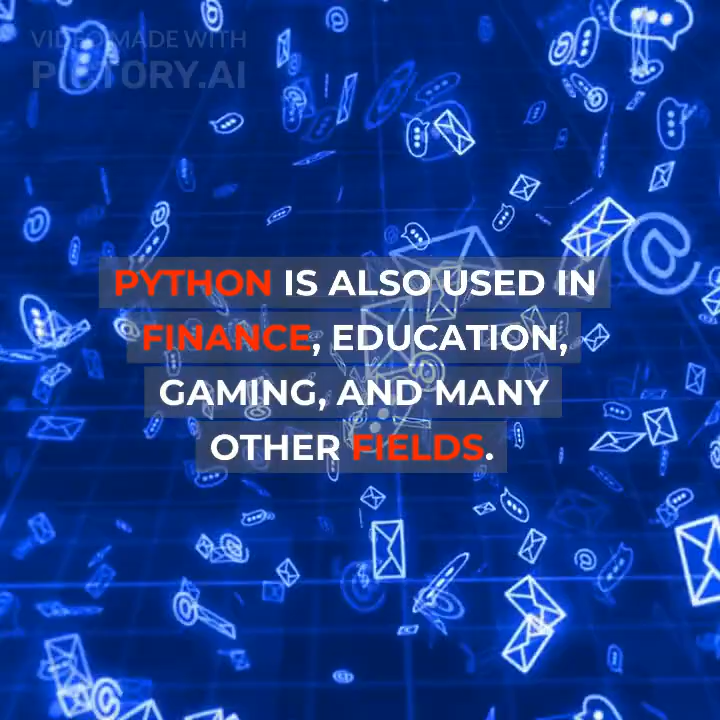 VIDEO MADE WITH
PICTORY.AI
PYTHON IS ALSO USED IN
FINANCE, EDUCATION,
GAMING, AND MANY
OTHER FIELDS.